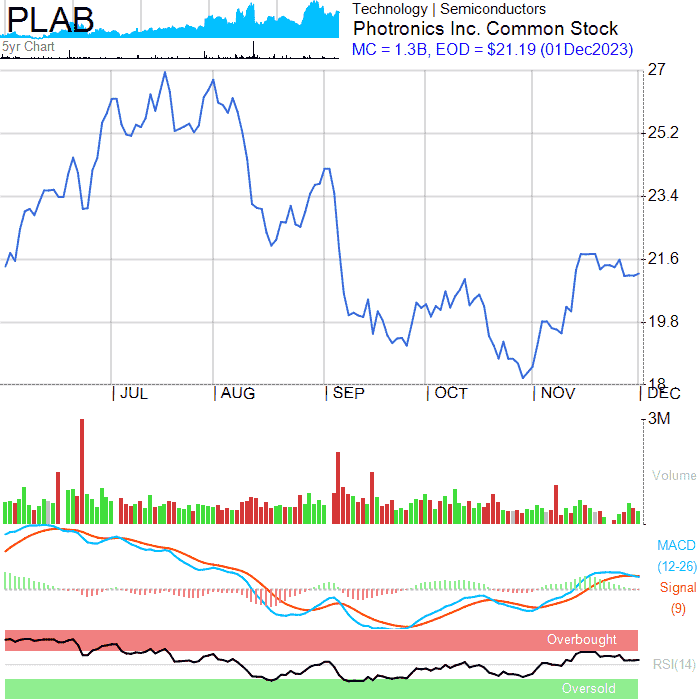 PLAB
5yr Chart
Technology | Semiconductors
Photronics Inc. Common Stock
MC = 1.3B, EOD = $21.19 (01Dec2023)
27
25.2
23.4
21.6
19.8
18
JUL AUG SEP OCT NOV DEC
3M
Volume
MACD
(12-26)
Signal
(9)
Overbought
RSI(14)
Oversold